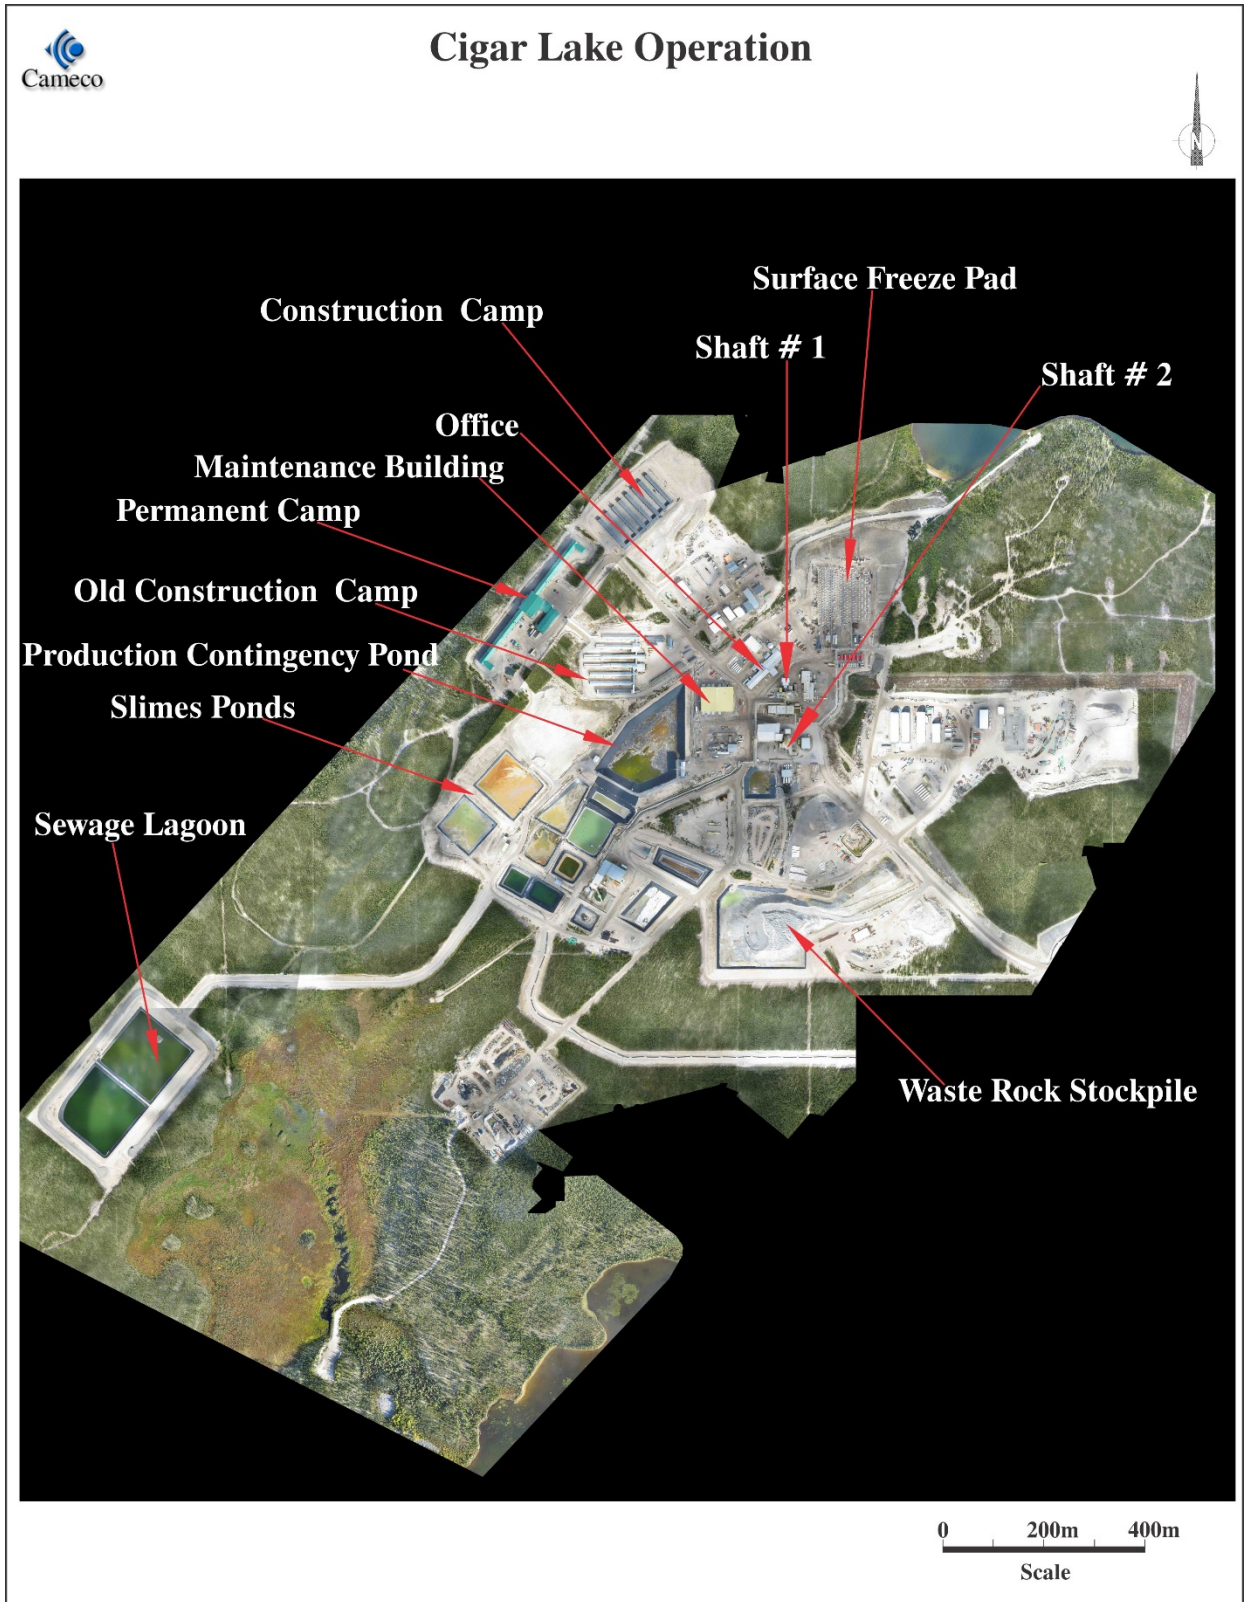 Cigar Lake Operation
Cameco
N
Surface Freeze Pad
Construction Camp
Shaft # 1
Shaft # 2
Office
Maintenance Building
Permanent Camp
Old Construction Camp
Production Contingency Pond
Slimes Ponds
Sewage Lagoon
Waste Rock Stockpile
0 200m 400m
Scale